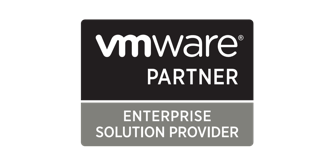 vmware®
PARTNER
ENTERPRISE
SOLUTION PROVIDER